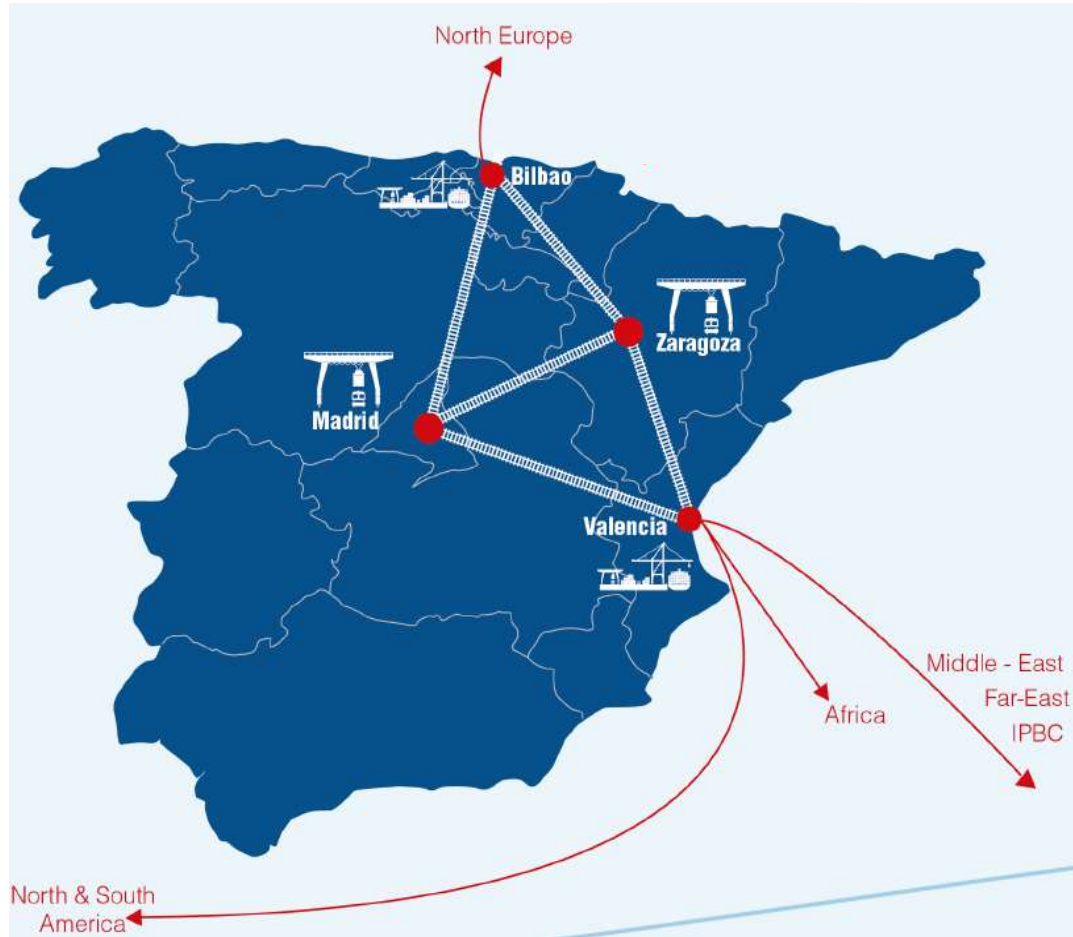 North Europe
Bilbao
Zaragoza
Madrid
Valencia
Middle - East
Far-East
IPBC
Africa
North & South
America